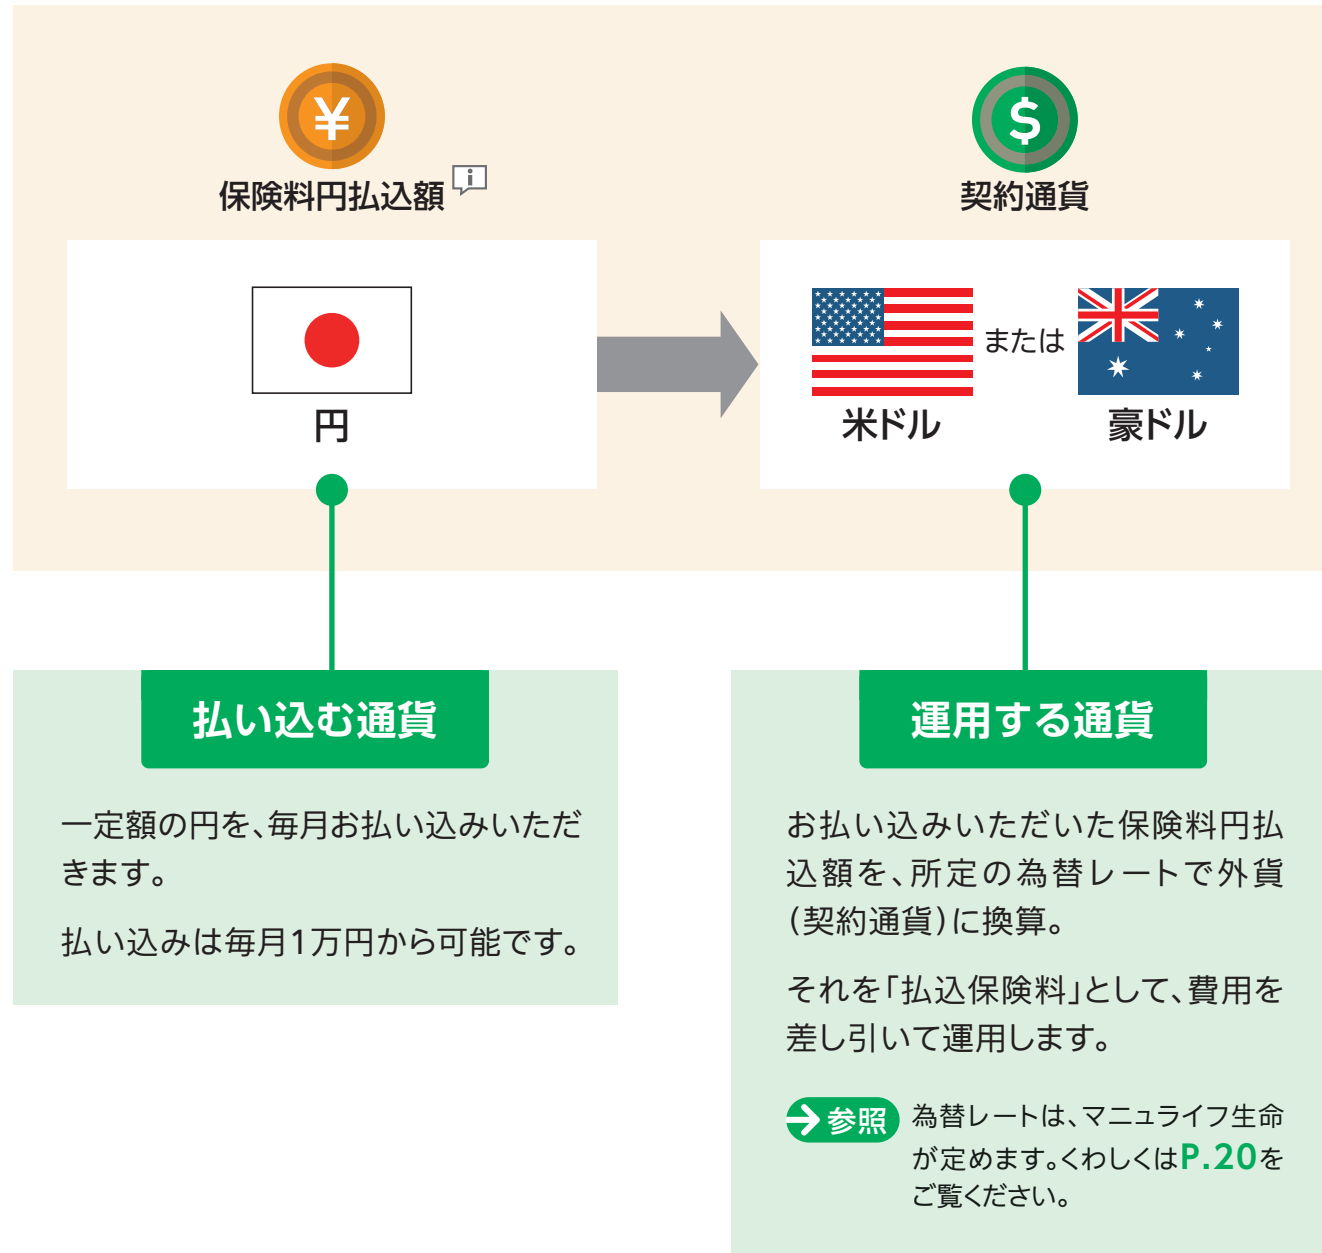 ¥
保険料円払込額
i
円
$
契約通貨
米ドル
または
豪ドル
払い込む通貨
一定額の円を、毎月お払い込みいただ
きます。
払い込みは毎月1万円から可能です。
運用する通貨
お払い込みいただいた保険料円払
込額を、所定の為替レートで外貨
(契約通貨)に換算。
それを「払込保険料」として、費用を
差し引いて運用します。
参照
為替レートは、マニュライフ生命
が定めます。くわしくはP.20を
ご覧ください。